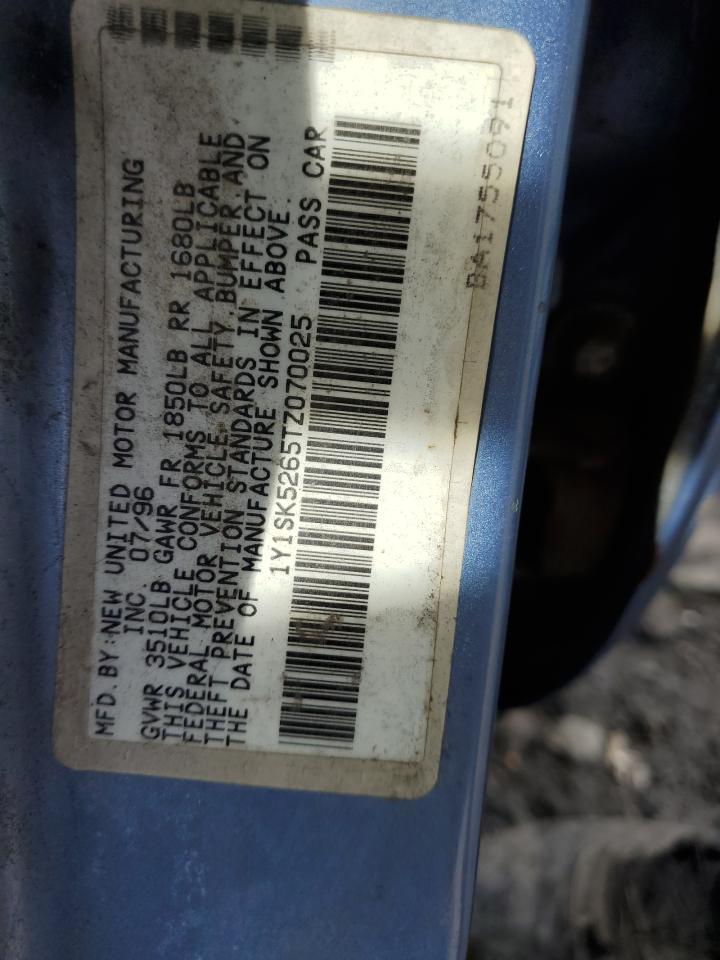 MFD. BY: NEW UNITED MOTOR MANUFACTURING
INC. 07/96
GVWR 3510LB GAWR FR 1850LB RR 1680LB
THIS VEHICLE CONFORMS TO ALL APPLICABLE
FEDERAL MOTOR VEHICLE SAFETY, BUMPER, AND
THEFT PREVENTION STANDARDS IN EFFECT ON
THE DATE OF MANUFACTURE SHOWN ABOVE.
1Y1SK5265TZ070025 PASS CAR
BA1755091